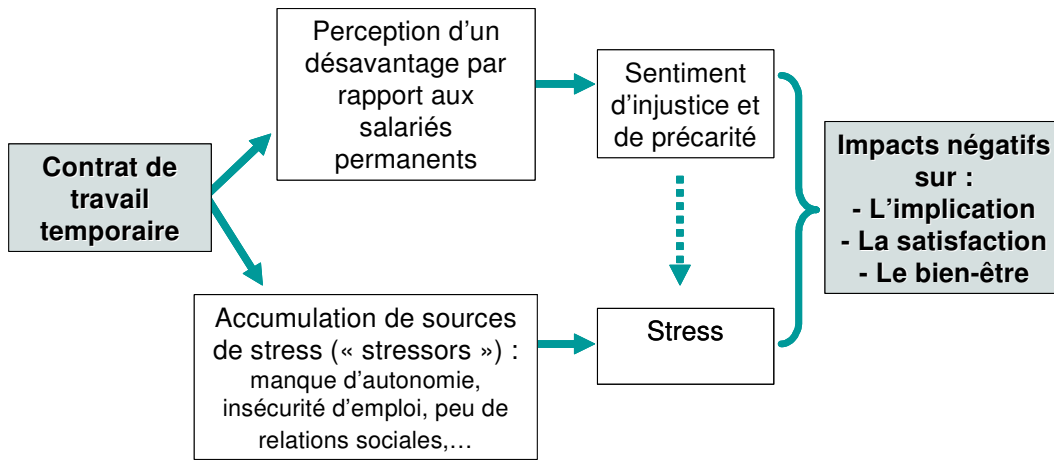 Contrat de
travail
temporaire
Perception d’un
désavantage par
rapport aux
salariés
permanents
Sentiment
d’injustice et
de précarité
Accumulation de sources
de stress (« stressors ») :
manque d’autonomie,
insécurité d’emploi, peu de
relations sociales,…
Stress
Impacts négatifs
sur :
- L’implication
- La satisfaction
- Le bien-être